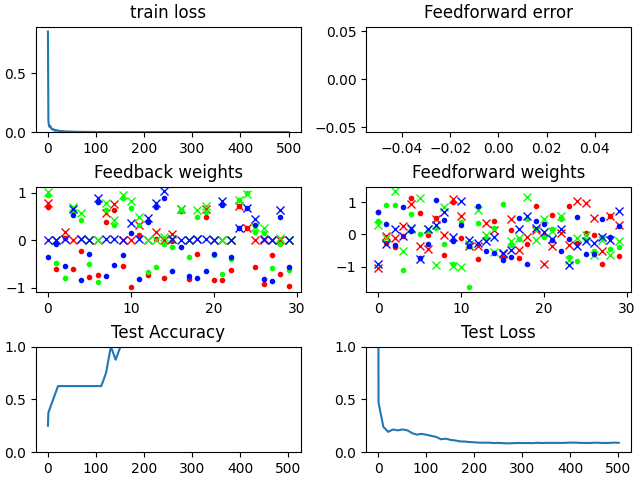 train loss
Feedforward error
0.5
0.0
0 100 200 300 400 500
0.05
0.00
−0.05
−0.04 −0.02 0.00 0.02 0.04
Feedback weights
Feedforward weights
1
0
−1
0 10 20 30
1
0
−1
0 10 20 30
Test Accuracy
Test Loss
1.0
0.5
0.0
0 100 200 300 400 500
1.0
0.5
0.0
0 100 200 300 400 500